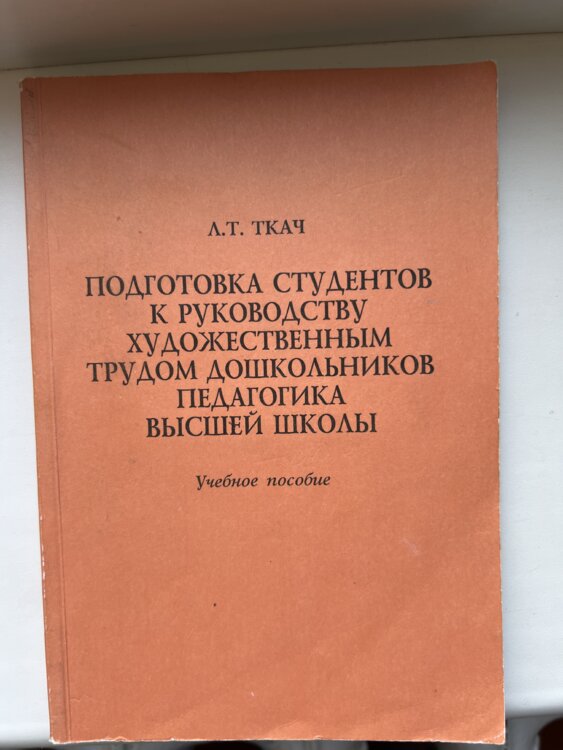 Л.Т. ТКАЧ
ПОДГОТОВКА СТУДЕНТОВ
К РУКОВОДСТВУ
ХУДОЖЕСТВЕННЫМ
ТРУДОМ ДОШКОЛЬНИКОВ
ПЕДАГОГИКА
ВЫСШЕЙ ШКОЛЫ
Учебное пособие